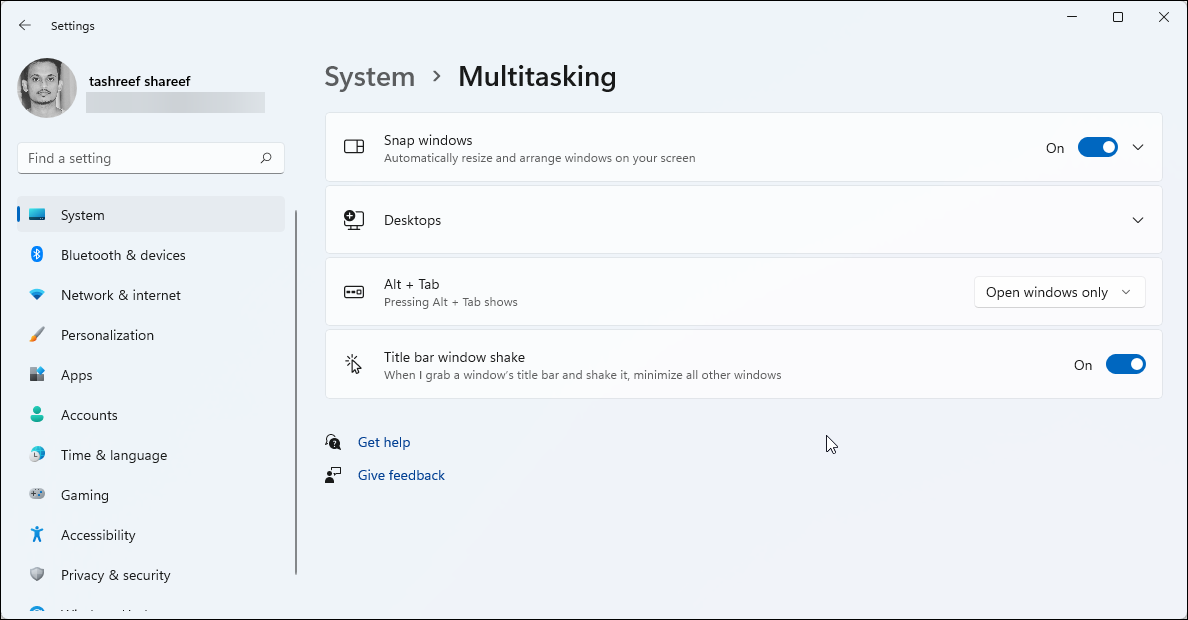 Settings
tashreef shareef
Find a setting
System
Bluetooth & devices
Network & internet
Personalization
Apps
Accounts
Time & language
Gaming
Accessibility
Privacy & security
System > Multitasking
Snap windows
Automatically resize and arrange windows on your screen
On
Desktops
Alt + Tab
Pressing Alt + Tab shows
Open windows only
Title bar window shake
When I grab a window's title bar and shake it, minimize all other windows
On
Get help
Give feedback